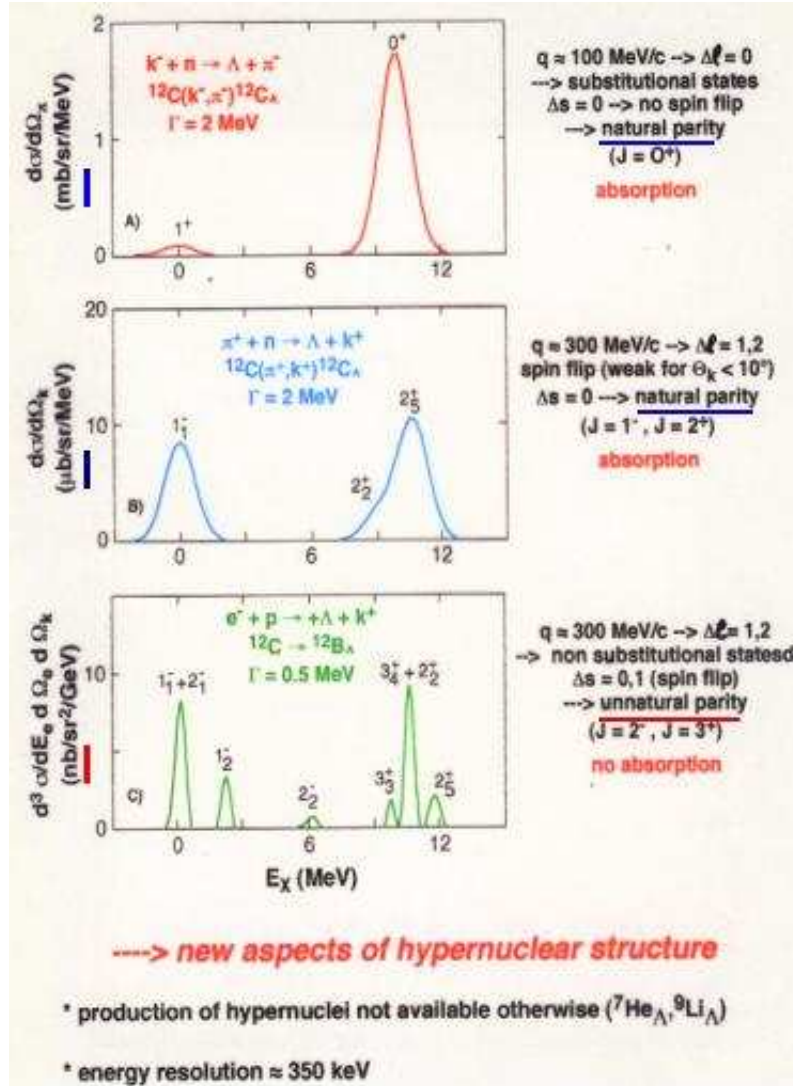 2
k⁻ + n → Λ + π⁻
¹²C(k⁻,π⁻)¹²C_Λ
Γ = 2 MeV
0⁺
dσ/dΩ_π
(mb/sr/MeV)
1
A)
1⁺
0
0 6 12
q ≈ 100 MeV/c --> Δℓ = 0
---> substitutional states
Δs = 0 --> no spin flip
---> natural parity
(J = O⁺)
absorption
20
π⁺ + n → Λ + k⁺
¹²C(π⁺,k⁺)¹²C_Λ
Γ = 2 MeV
dσ/dΩ_k
(μb/sr/MeV)
10
1⁻₁
2⁺₅
2⁺₂
B)
0
0 6 12
q ≈ 300 MeV/c --> Δℓ = 1,2
spin flip (weak for Θ_k < 10°)
Δs = 0 ---> natural parity
(J = 1⁻ , J = 2⁺)
absorption
e⁻ + p → +Λ + k⁺
¹²C → ¹²B_Λ
Γ = 0.5 MeV
d³ σ/dE_e d Ω_e d Ω_k
(nb/sr²/GeV)
10
1⁻₁ + 2⁻₁
3⁺₄ + 2⁺₂
1⁻₂
2⁻₂
3⁺₃
2⁺₅
C)
0
0 6 12
E_X (MeV)
q ≈ 300 MeV/c --> Δℓ= 1,2
--> non substitutional statesd
Δs = 0,1 (spin flip)
---> unnatural parity
(J = 2⁻ , J = 3⁺)
no absorption
----> new aspects of hypernuclear structure
* production of hypernuclei not available otherwise (⁷He_Λ,⁹Li_Λ)
* energy resolution ≈ 350 keV